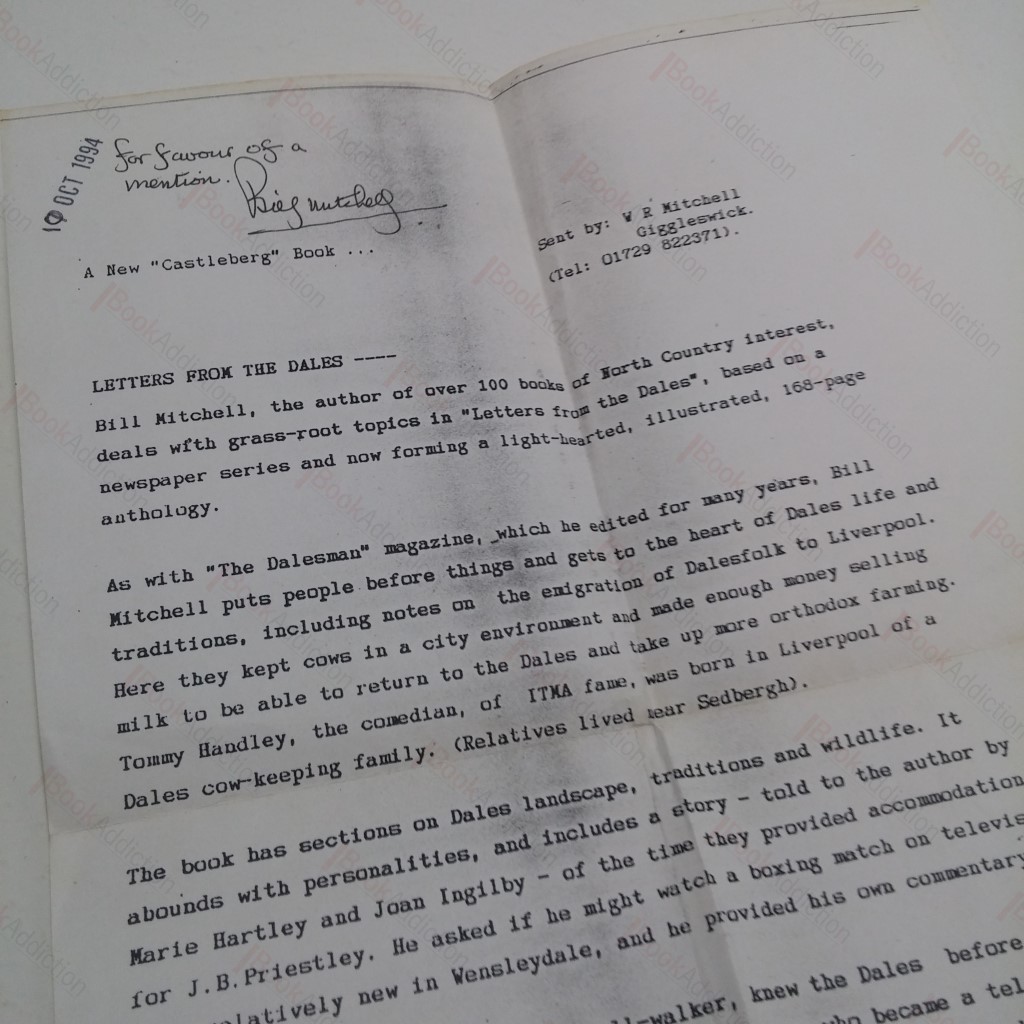 10 OCT 1994
for favour of a
mention.
Bill Mitchell
Sent by: W R Mitchell
Giggleswick.
(Tel: 01729 822371).
A New "Castleberg" Book ...
LETTERS FROM THE DALES ----
Bill Mitchell, the author of over 100 books of North Country interest,
deals with grass-root topics in "Letters from the Dales", based on a
newspaper series and now forming a light-hearted, illustrated, 168-page
anthology.
As with "The Dalesman" magazine, which he edited for many years, Bill
Mitchell puts people before things and gets to the heart of Dales life and
traditions, including notes on the emigration of Dalesfolk to Liverpool.
Here they kept cows in a city environment and made enough money selling
milk to be able to return to the Dales and take up more orthodox farming.
Tommy Handley, the comedian, of ITMA fame, was born in Liverpool of a
Dales cow-keeping family. (Relatives lived near Sedbergh).
The book has sections on Dales landscape, traditions and wildlife. It
abounds with personalities, and includes a story - told to the author by
Marie Hartley and Joan Ingilby - of the time they provided accommodation
for J.B.Priestley. He asked if he might watch a boxing match on televis
latively new in Wensleydale, and he provided his own commentary
ll-walker, knew the Dales before
who became a tel
BookAddiction